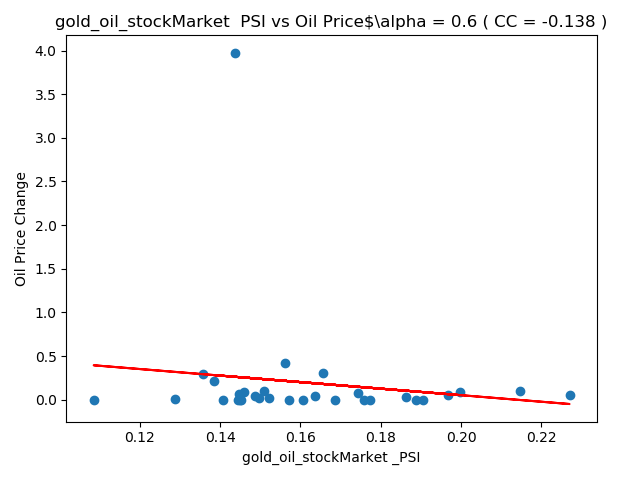 gold_oil_stockMarket  PSI vs Oil Price$\alpha = 0.6 ( CC = -0.138 )
4.0
3.5
3.0
2.5
2.0
1.5
1.0
0.5
0.0
Oil Price Change
0.12 0.14 0.16 0.18 0.20 0.22
gold_oil_stockMarket _PSI